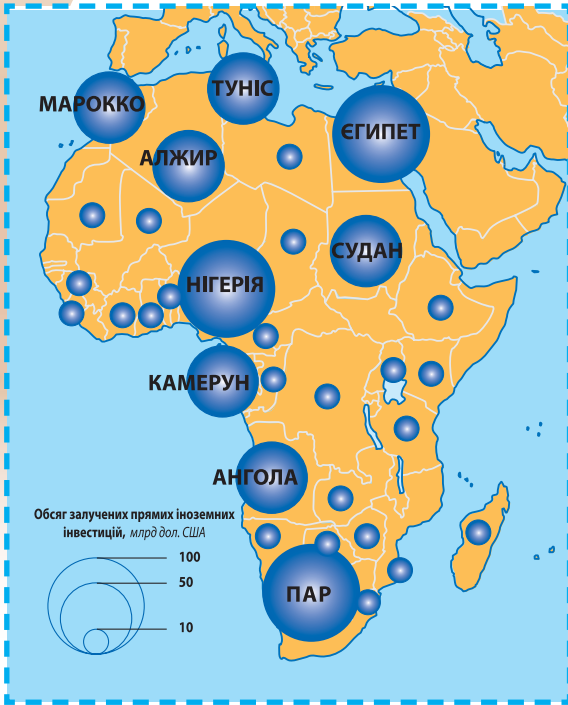 ТУНІС
МАРОККО
ЄГИПЕТ
АЛЖИР
СУДАН
НІГЕРІЯ
КАМЕРУН
АНГОЛА
Обсяг залучених прямих іноземних
інвестицій, млрд дол. США
100
50
10
ПАР